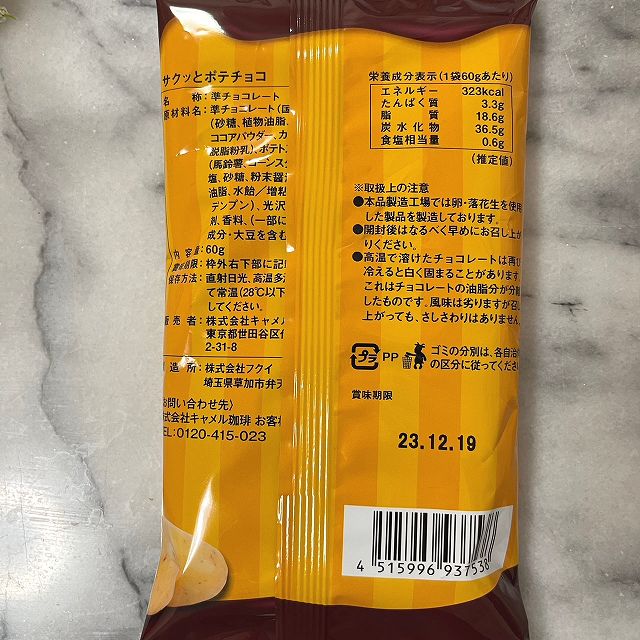 サクッとポテチョコ
名 称:準チョコレート
原材料名:準チョコレート(国
(砂糖、植物油脂、
ココアパウダー、カ
脱脂粉乳)、ポテト
(馬鈴薯、コーンスタ
塩、砂糖、粉末醤
油脂、水飴/増粘
デンプン)、光沢
剤、香料、(一部に
成分・大豆を含む
内 容 量:60g
賞味期限:枠外右下部に記
保存方法:直射日光、高温多
て常温(28℃以下
してください。
販 売 者:株式会社キャメル
東京都世田谷区代
2-31-8
造 所:株式会社フクイ
埼玉県草加市弁天
お問い合わせ先〉
株式会社キャメル珈琲 お客様
TEL:0120-415-023
栄養成分表示(1袋60gあたり)
エネルギー 323kcal
たんぱく質 3.3g
脂質 18.6g
炭水化物 36.5g
食塩相当量 0.6g
(推定値)
※取扱上の注意
●本品製造工場では卵・落花生を使用
した製品を製造しております。
●開封後はなるべく早めにお召し上が
りください。
●高温で溶けたチョコレートは再び
冷えると白く固まることがあります。
これはチョコレートの油脂分が分
したものです。風味は劣りますが召し
上がっても、さしさわりはありません。
プラ PP ゴミの分別は、各自治
の区分に従ってください
賞味期限
23.12.19
4 515996 937538